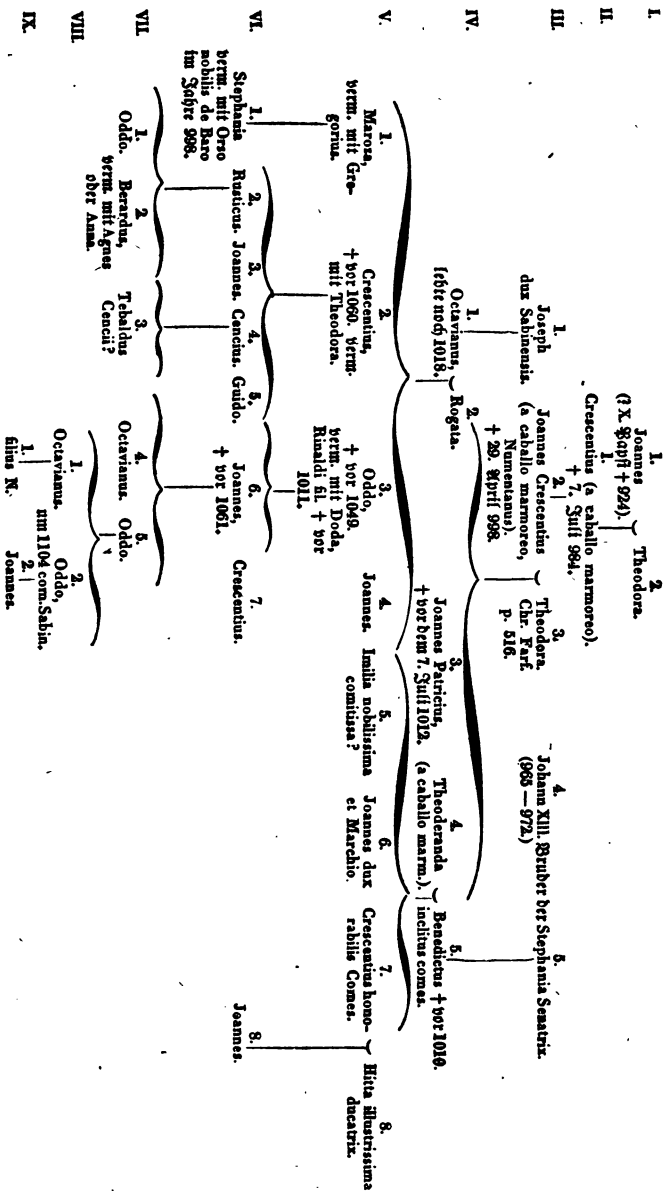 I.
1.
2.
Joannes
Theodora.
(? X. Papst † 924).
II.
1.
Crescentius (a caballo marmoreo).
† 7. Juli 984.
III.
1.
Joseph
dux Sabinensis.
2.
Joannes Crescentius
(a caballo marmoreo,
Numentanus).
† 29. April 998.
3.
Theodora.
Chr. Farf.
p. 516.
4.
Johann XIII. Bruder der Stephania Senatrix.
(965 — 972.)
5.
IV.
1.
Octavianus,
lebte noch 1018.
2.
Rogata.
3.
Joannes Patricius,
† vor dem 7. Juli 1012.
4.
Theoderanda
(a caballo marm.).
5.
Benedictus † vor 1019.
inclitus comes.
V.
1.
Maroza,
verm. mit Gre-
gorius.
2.
Crescentius,
† vor 1060. verm.
mit Theodora.
3.
Oddo,
† vor 1049.
verm. mit Doda,
Rinaldi fil. † vor
1011.
4.
Joannes.
5.
Imilia nobilissima
comitissa?
6.
Joannes dux
et Marchio.
7.
Crescentius hono-
rabilis Comes.
8.
Hitta illustrissima
ducatrix.
VI.
1.
Stephania
verm. mit Orso
nobilis de Baro
im Jahre 998.
2.
Rusticus.
3.
Joannes.
4.
Cencius.
5.
Guido.
6.
Joannes,
† vor 1061.
7.
Crescentius.
8.
Joannes.
VII.
1.
Oddo.
2
Berardus,
verm. mit Agnes
oder Anna.
3.
Tebaldus
Cencii?
4.
Octavianus.
5.
Oddo.
VIII.
1.
Octavianus.
2.
Oddo,
um 1104 com. Sabin.
IX.
1.
filius N.
2.
Joannes.